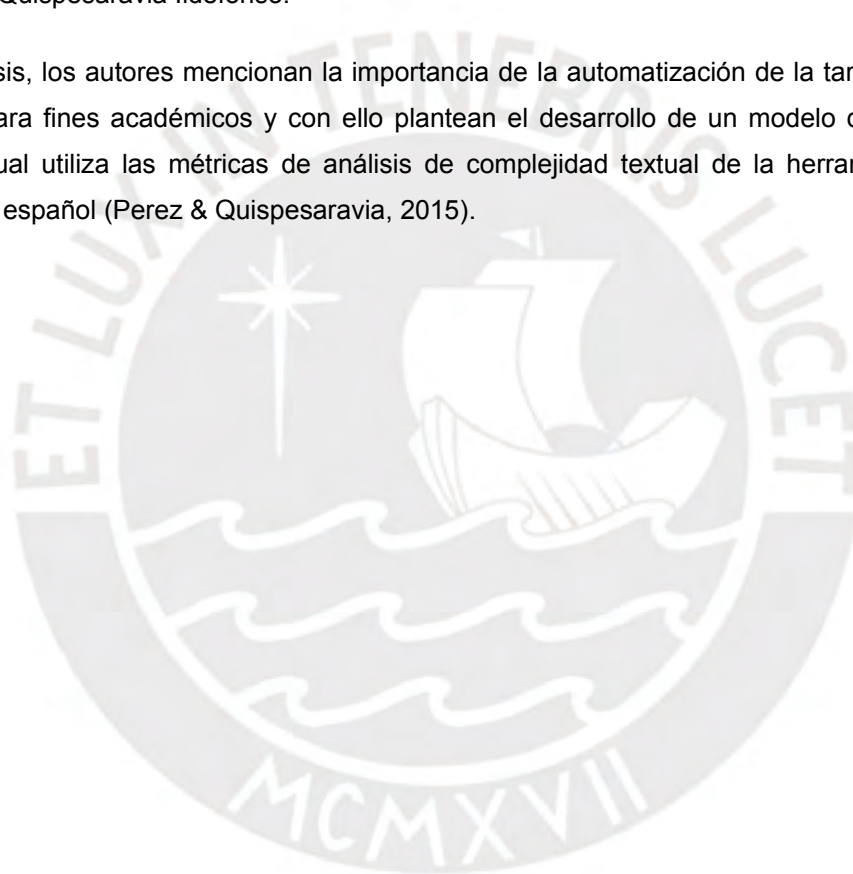 Quispesaravia Ildefonso.
sis, los autores mencionan la importancia de la automatización de la tar
ara fines académicos y con ello plantean el desarrollo de un modelo
ual utiliza las métricas de análisis de complejidad textual de la herrar
español (Perez & Quispesaravia, 2015).
ET LUX IN TENEBRIS LUCET
MCMXVII